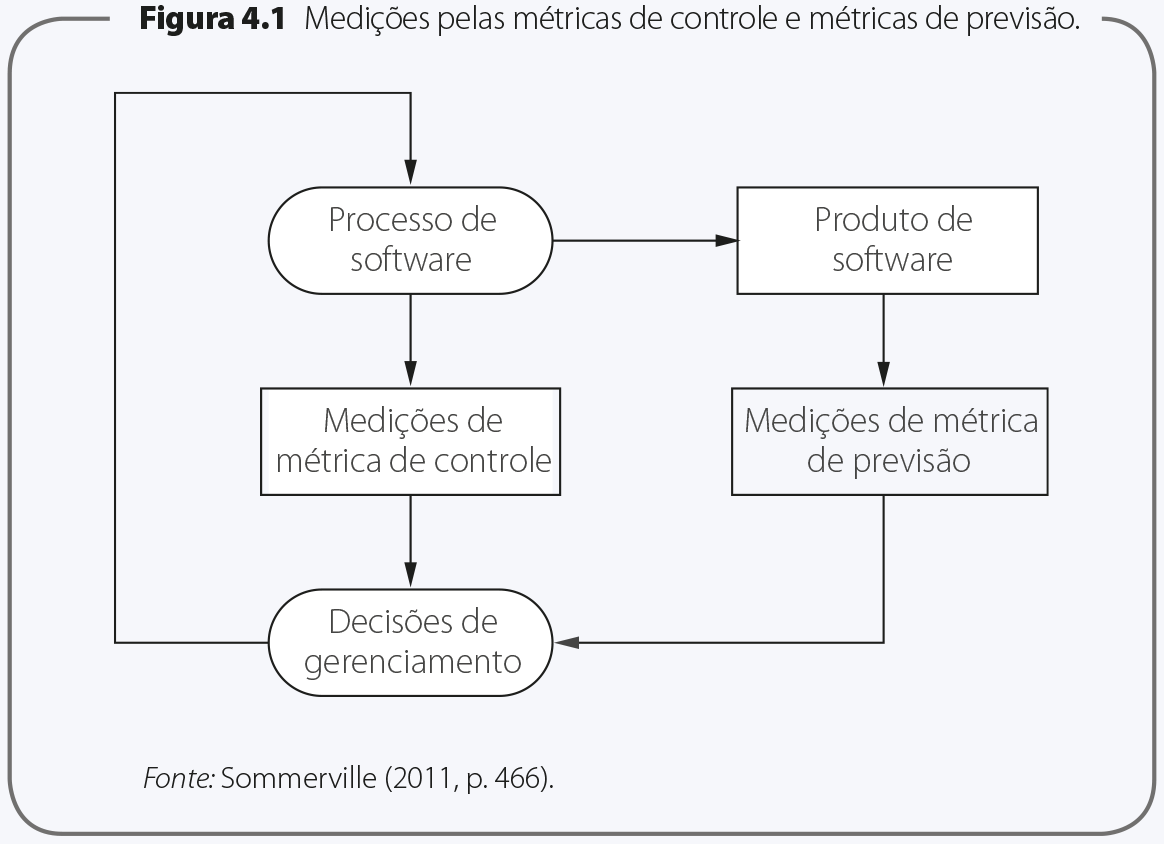 Figura 4.1 Medições pelas métricas de controle e métricas de previsão.
Processo de
software
Produto de
software
Medições de
métrica de controle
Medições de métrica
de previsão
Decisões de
gerenciamento
Fonte: Sommerville (2011, p. 466).